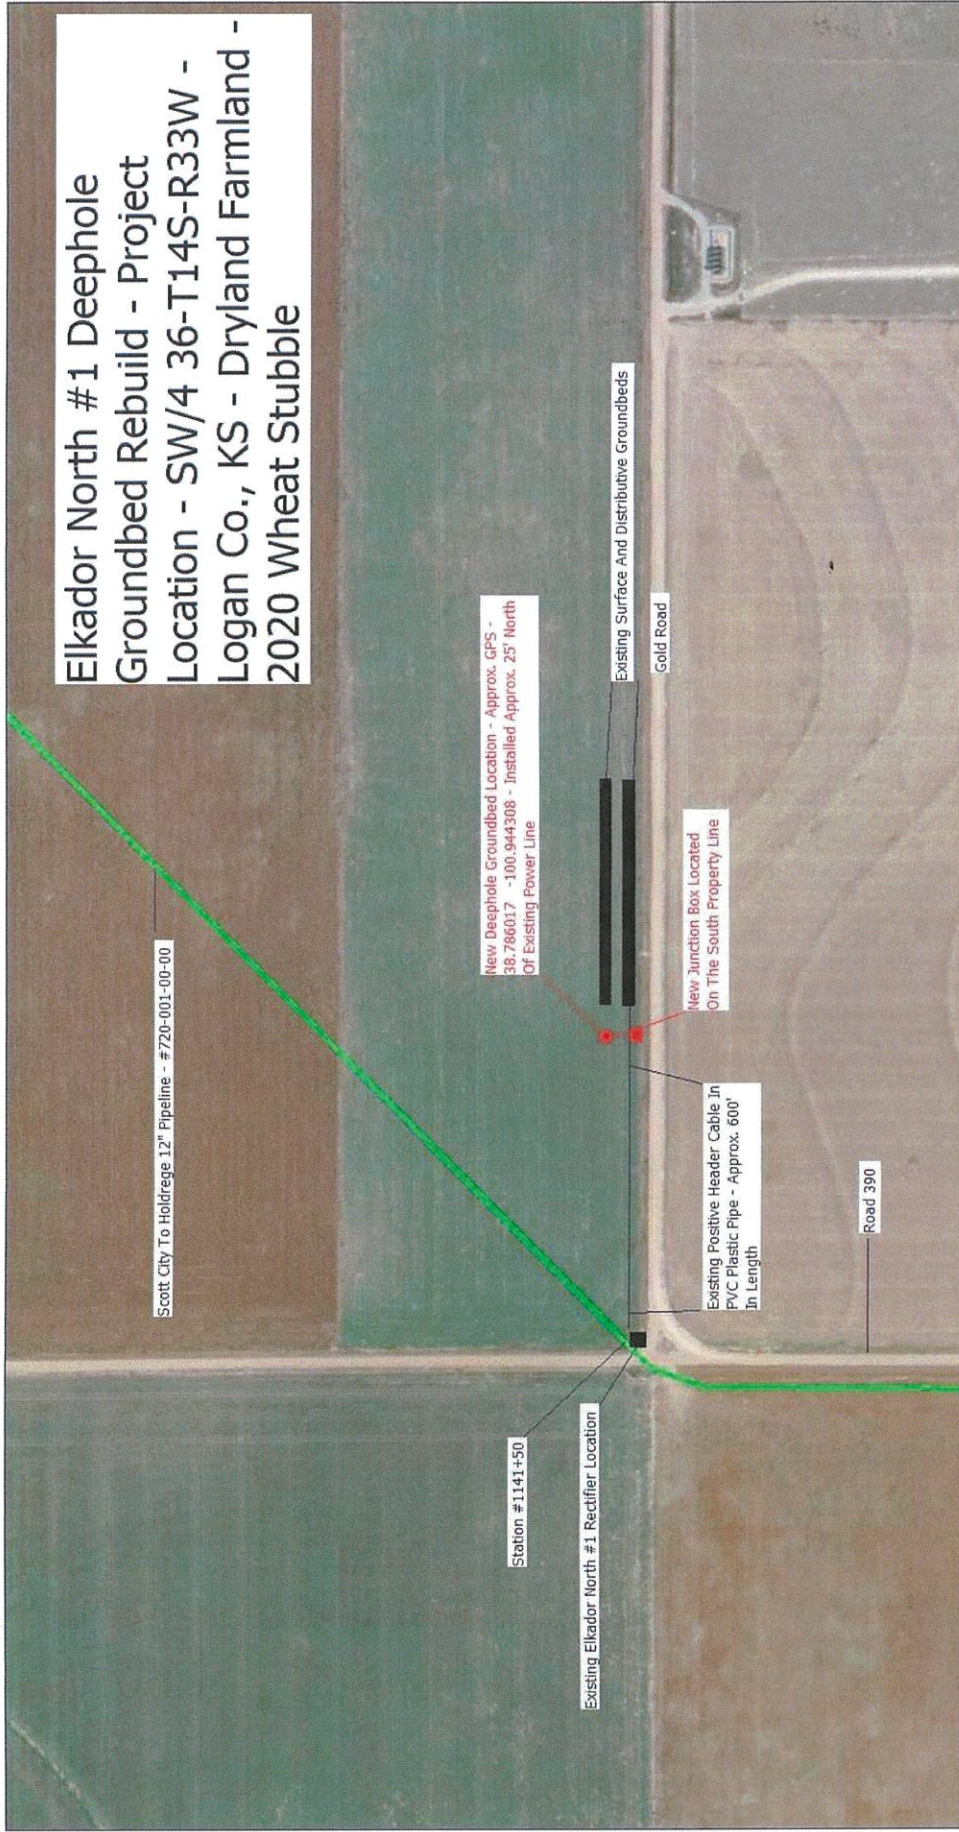 Elkador North #1 Deephole
Groundbed Rebuild - Project
Location - SW/4 36-T14S-R33W -
Logan Co., KS - Dryland Farmland -
2020 Wheat Stubble
Scott City To Holdrege 12" Pipeline - #720-001-00-00
New Deephole Groundbed Location - Approx. GPS -
38.786017 -100.944308 - Installed Approx. 25' North
Of Existing Power Line
Station #1141+50
Existing Elkador North #1 Rectifier Location
Existing Surface And Distributive Groundbeds
Gold Road
New Junction Box Located
On The South Property Line
Existing Positive Header Cable In
PVC Plastic Pipe - Approx. 600'
In Length
Road 390